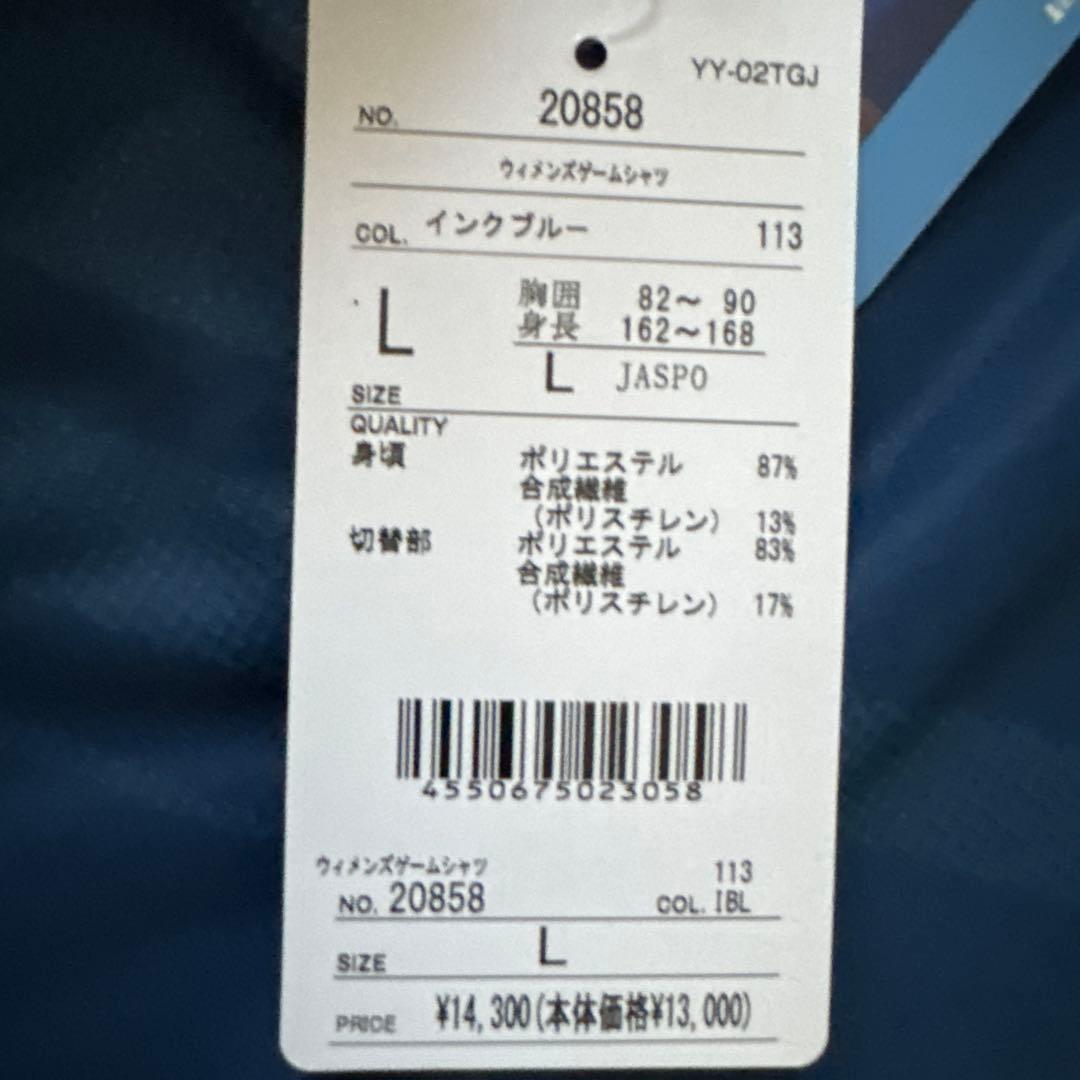 YY-02TGJ
NO. 20858
ウィメンズゲームシャツ
COL. インクブルー 113
L 胸囲 82〜 90
身長 162〜168
SIZE L JASPO
QUALITY
身頃 ポリエステル 87%
合成繊維
(ポリスチレン) 13%
切替部 ポリエステル 83%
合成繊維
(ポリスチレン) 17%
4550675023058
ウィメンズゲームシャツ 113
NO. 20858 COL. IBL
SIZE L
PRICE ¥14,300(本体価格¥13,000)